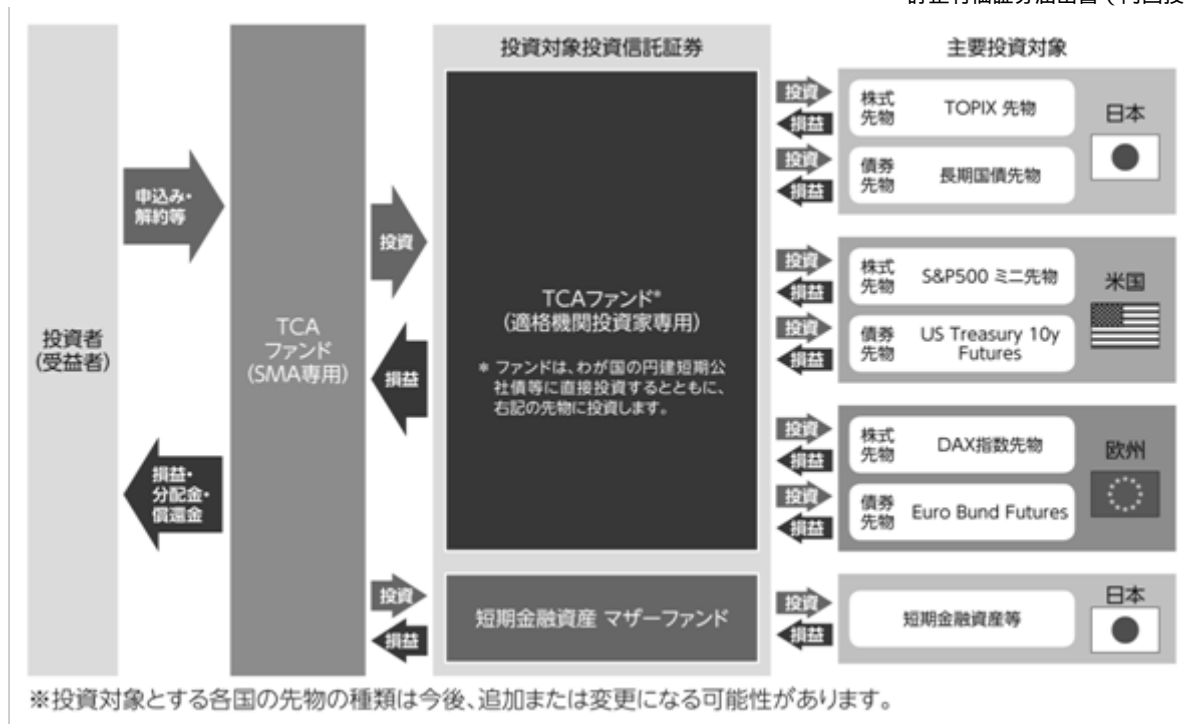 投資対象投資信託証券
主要投資対象
投資者
(受益者)
申込み・
解約等
損益・
分配金・
償還金
TCA
ファンド
(SMA専用)
投資
損益
TCAファンド*
(適格機関投資家専用)
* ファンドは、わが国の円建短期公
社債等に直接投資するとともに、
右記の先物に投資します。
投資
損益
株式
先物
TOPIX 先物
投資
損益
債券
先物
長期国債先物
日本
投資
損益
株式
先物
S&P500 ミニ先物
投資
損益
債券
先物
US Treasury 10y
Futures
米国
投資
損益
株式
先物
DAX指数先物
投資
損益
債券
先物
Euro Bund Futures
欧州
投資
損益
短期金融資産 マザーファンド
投資
損益
短期金融資産等
日本
※投資対象とする各国の先物の種類は今後、追加または変更になる可能性があります。